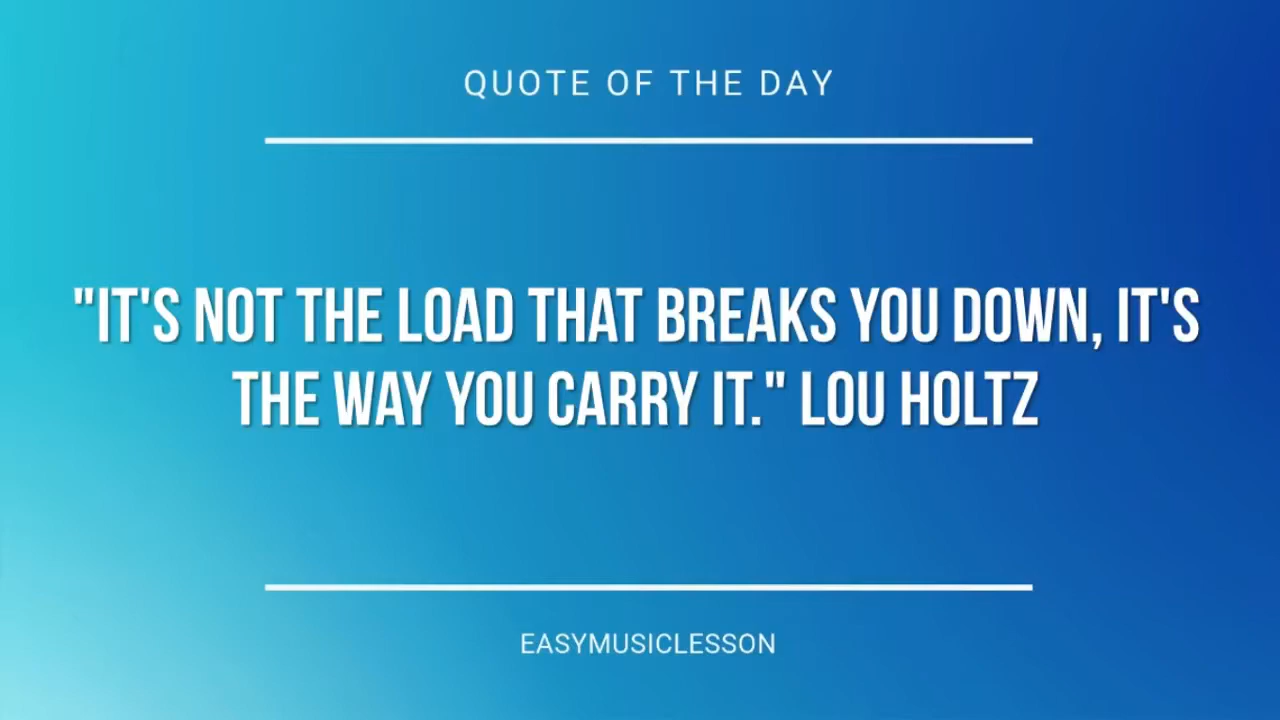 QUOTE OF THE DAY
"IT'S NOT THE LOAD THAT BREAKS YOU DOWN, IT'S
THE WAY YOU CARRY IT." LOU HOLTZ
EASYMUSICLESSON